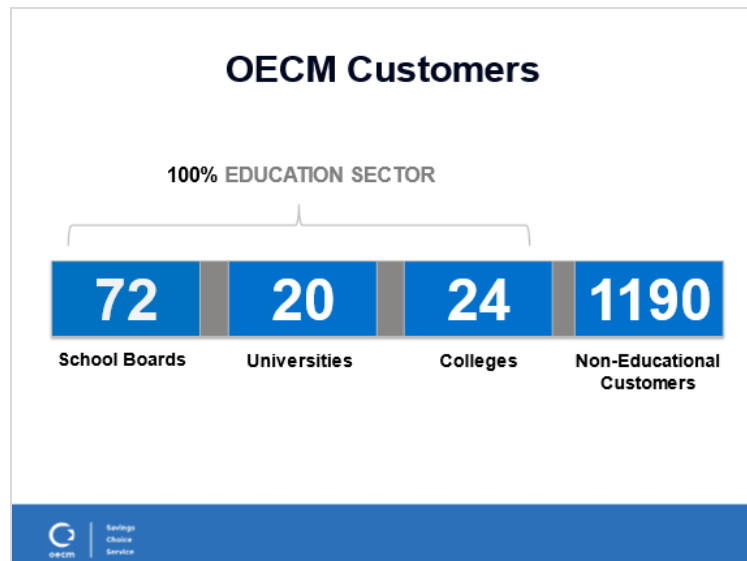 OECM Customers
100% EDUCATION SECTOR
72
20
24
1190
School Boards
Universities
Colleges
Non-Educational
Customers
oecm
Savings
Choice
Service